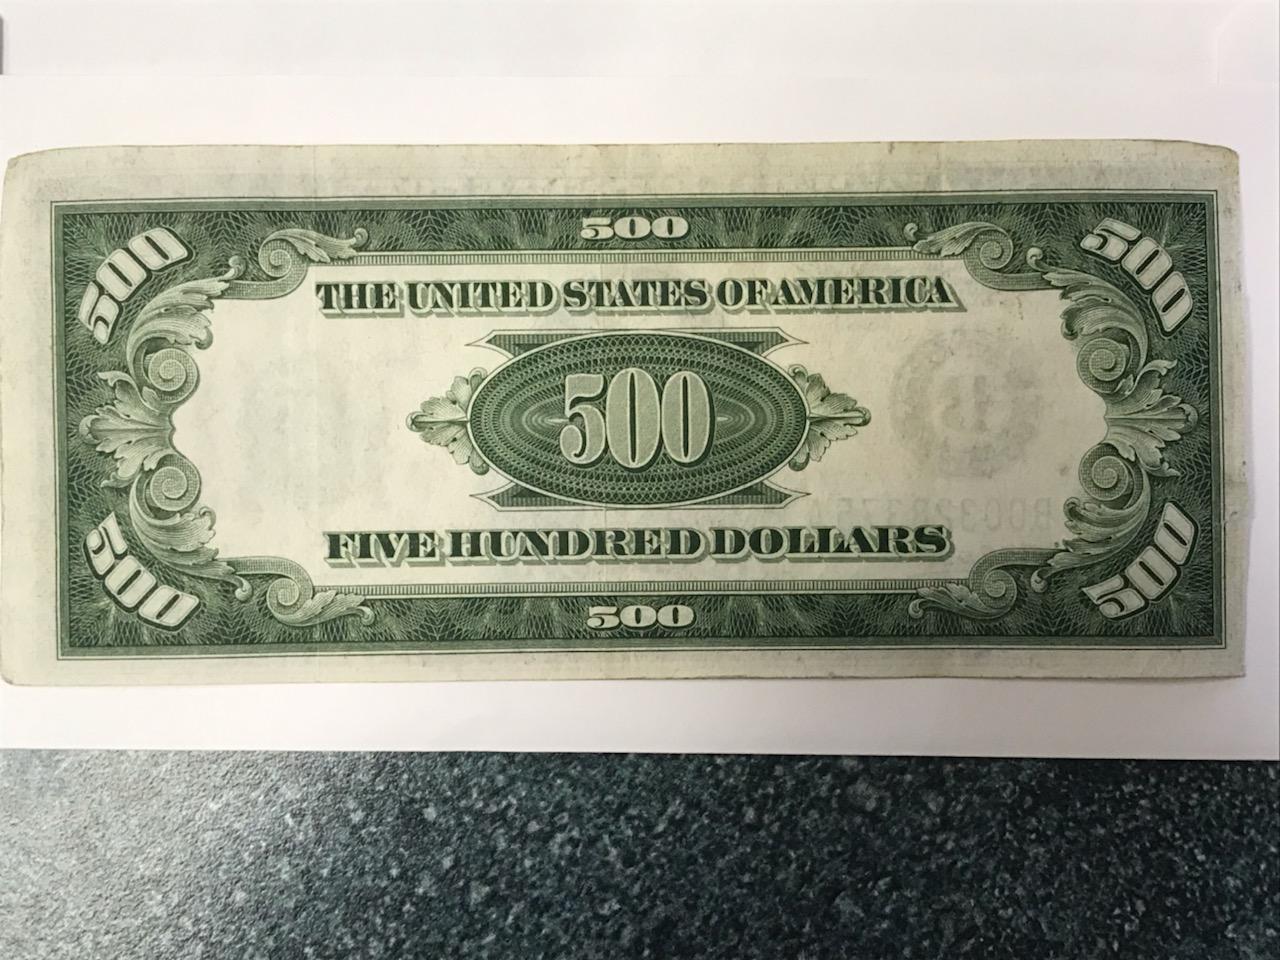 500
500 500
THE UNITED STATES OF AMERICA
500
FIVE HUNDRED DOLLARS
500 500
500